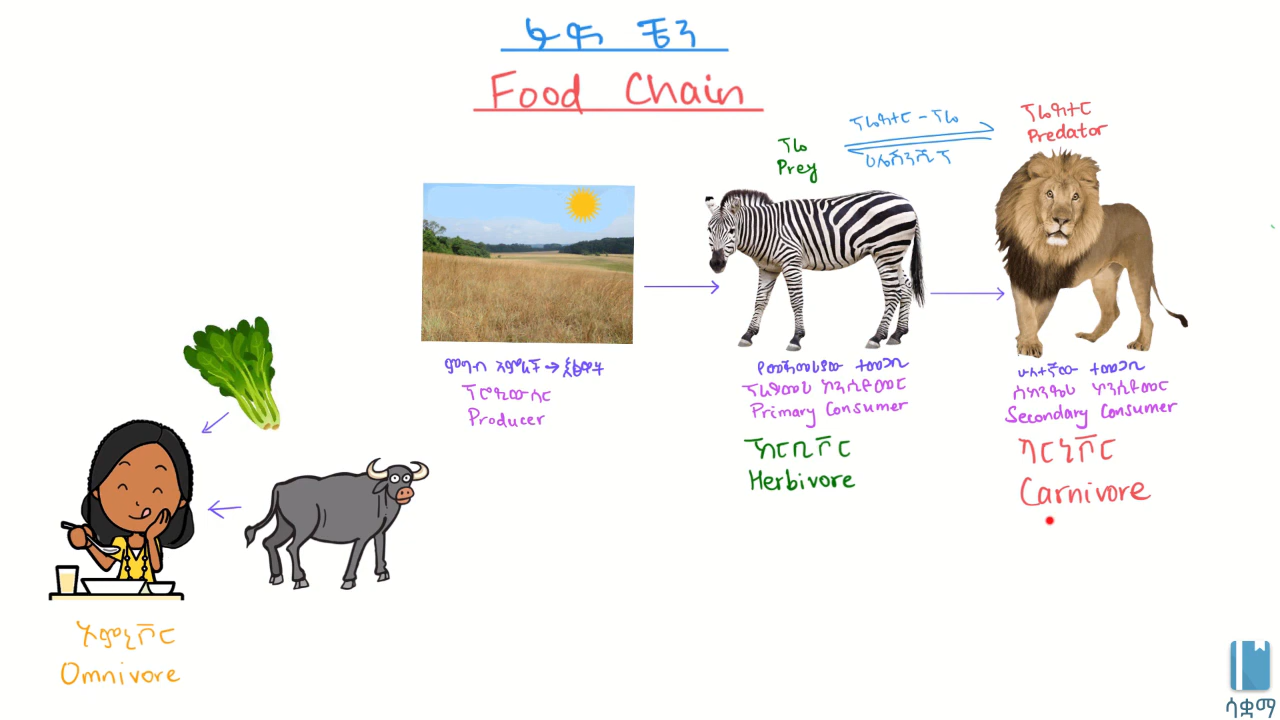 ፉድ ቼን
Food Chain
ፕሬዳተር - ፕሬ
ሪሌሽንሺፕ
ፕሬ
Prey
ፕሬዳተር
Predator
ምግብ አምራች → ዕፅዋት
ፕሮዲውሰር
Producer
የመጀመሪያው ተመጋቢ
ፕራይመሪ ኮንሲዩመር
Primary Consumer
ኸርቢቮር
Herbivore
ሁለተኛው ተመጋቢ
ሰከንደሪ ኮንሲዩመር
Secondary Consumer
ካርኒቮር
Carnivore
ኦምኒቮር
Omnivore
ሳቋማ